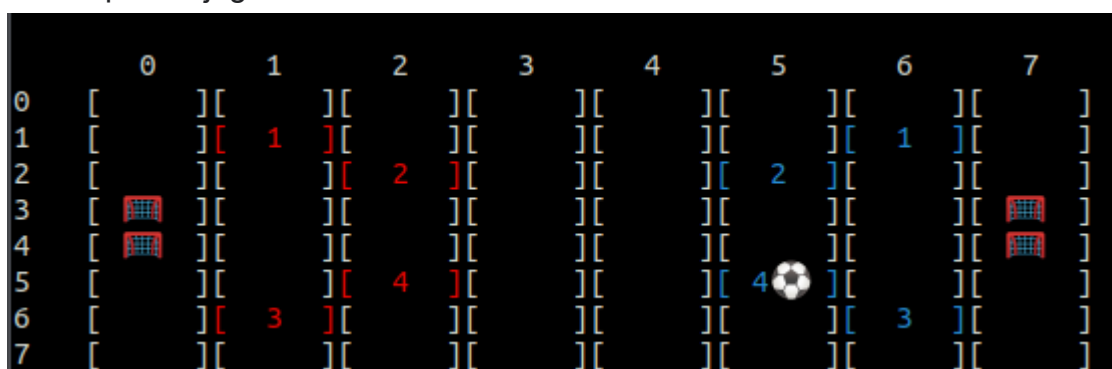 0 1 2 3 4 5 6 7
0 [ ][ ][ ][ ][ ][ ][ ][ ]
1 [ ][ 1 ][ ][ ][ ][ ][ 1 ][ ]
2 [ ][ ][ 2 ][ ][ ][ 2 ][ ][ ]
3 [ ][ ][ ][ ][ ][ ][ ][ ]
4 [ ][ ][ ][ ][ ][ ][ ][ ]
5 [ ][ ][ 4 ][ ][ ][ 4 ][ ][ ]
6 [ ][ 3 ][ ][ ][ ][ ][ 3 ][ ]
7 [ ][ ][ ][ ][ ][ ][ ][ ]